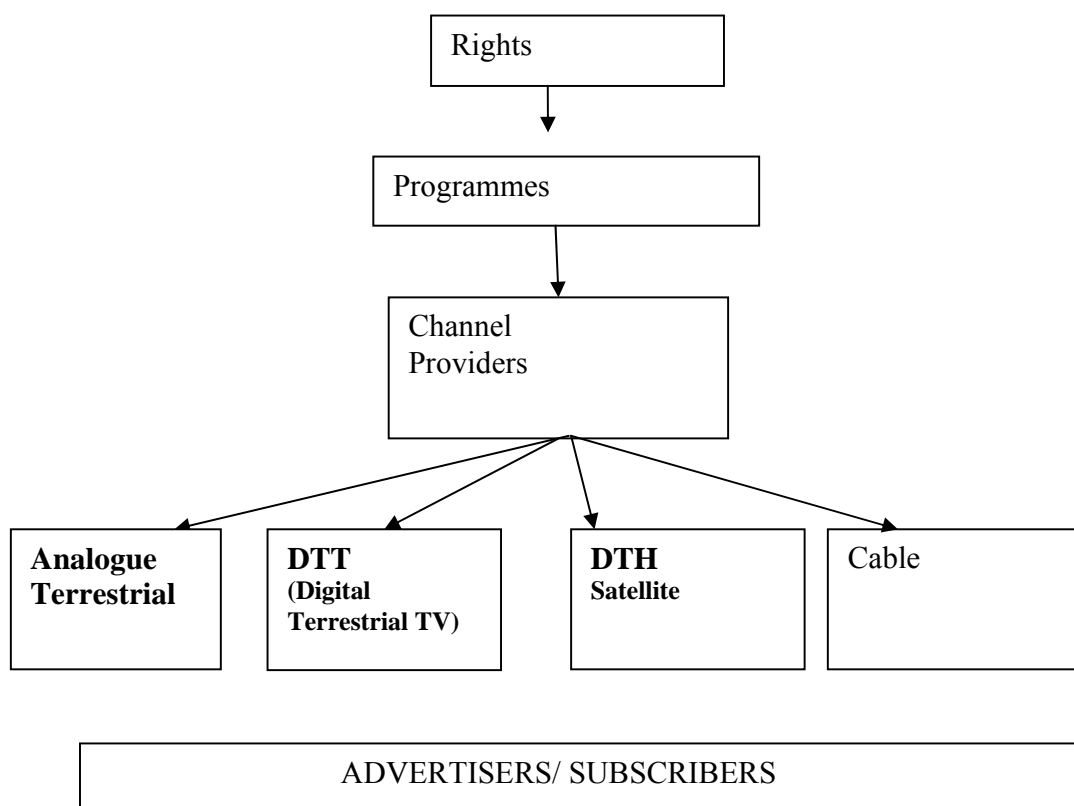 Rights
Programmes
Channel
Providers
Analogue
Terrestrial
DTT
(Digital
Terrestrial TV)
DTH
Satellite
Cable
ADVERTISERS/ SUBSCRIBERS